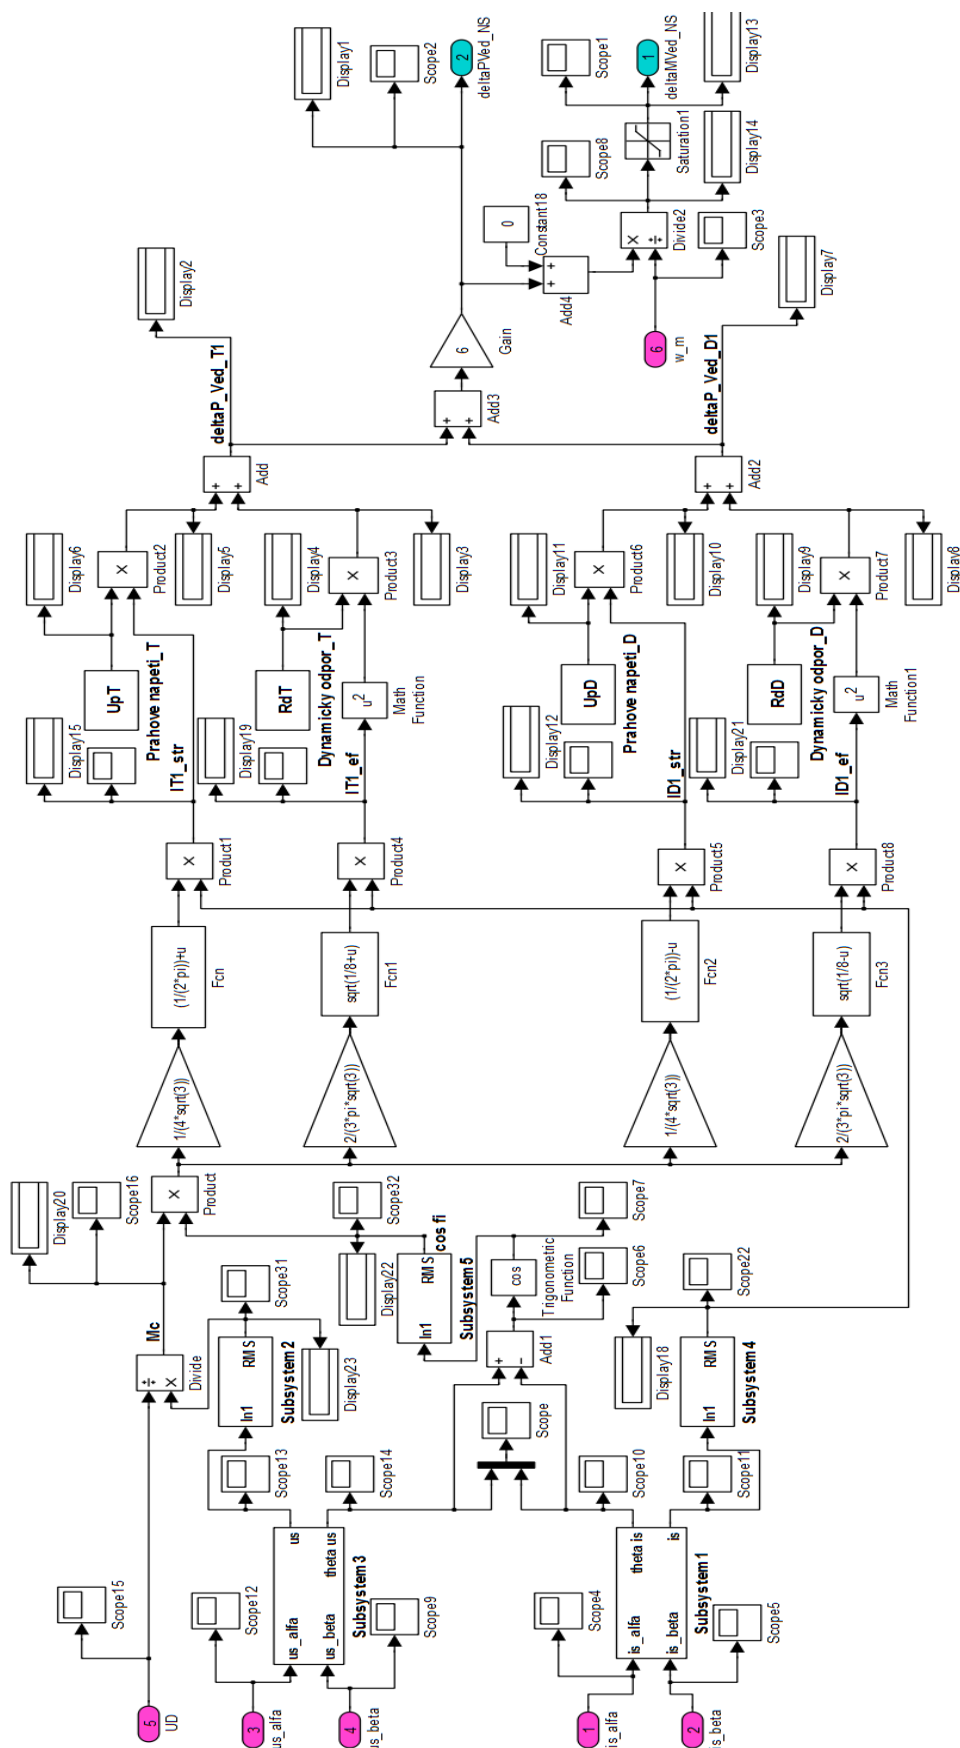 5
UD
Scope15
3
us_alfa
Scope12
4
us_beta
Scope9
us_alfa
us_beta
us
theta us
Subsystem3
1
is_alfa
Scope4
2
is_beta
Scope5
is_alfa
is_beta
theta is
is
Subsystem1
Scope13
Scope14
Scope10
Scope11
Scope
÷
x
Divide
Mc
In1
RMS
Subsystem2
Display23
Scope31
Display20
Scope16
x
Product
In1
RMS
Subsystem5
cos fi
Display22
Scope32
+
-
Add1
cos
Trigonometric
Function
Scope6
Scope7
In1
RMS
Subsystem4
Display18
Scope22
1/(4*sqrt(3))
(1/(2*pi))+u
Fcn
x
Product1
2/(3*pi*sqrt(3))
sqrt(1/8+u)
Fcn1
x
Product4
1/(4*sqrt(3))
(1/(2*pi))-u
Fcn2
x
Product5
2/(3*pi*sqrt(3))
sqrt(1/8-u)
Fcn3
x
Product8
Display15
IT1_str
UpT
Prahove napeti_T
Display6
x
Product2
Display5
Display19
IT1_ef
RdT
Dynamicky odpor_T
u²
Math
Function
Display4
x
Product3
Display3
Display12
ID1_str
UpD
Prahove napeti_D
Display11
x
Product6
Display10
Display21
ID1_ef
RdD
Dynamicky odpor_D
u²
Math
Function1
Display9
x
Product7
Display8
+
+
Add
deltaP_Ved_T1
Display2
+
+
Add2
deltaP_Ved_D1
Display7
+
+
Add3
6
Gain
Display1
Scope2
2
deltaPVed_NS
0
Constant18
+
+
Add4
6
w_m
x
÷
Divide2
Scope3
Scope8
Display14
Saturation1
Scope1
Display13
1
deltaMVed_NS